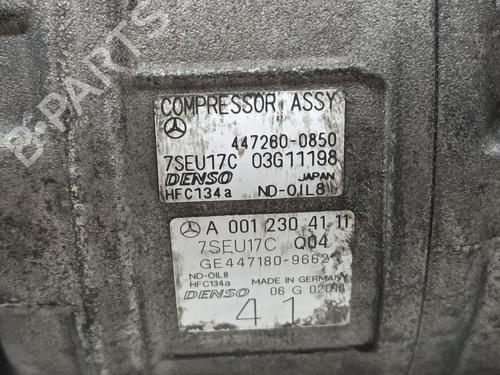 B-PARTS
COMPRESSOR ASSY
447260-0850
7SEU17C 03G11198
DENSO JAPAN
HFC134a ND-OIL8
A 001 230 41 11
7SEU17C Q04
GE447180-9662
ND-OIL8
HFC134a MADE IN GERMANY
DENSO 06 G
41